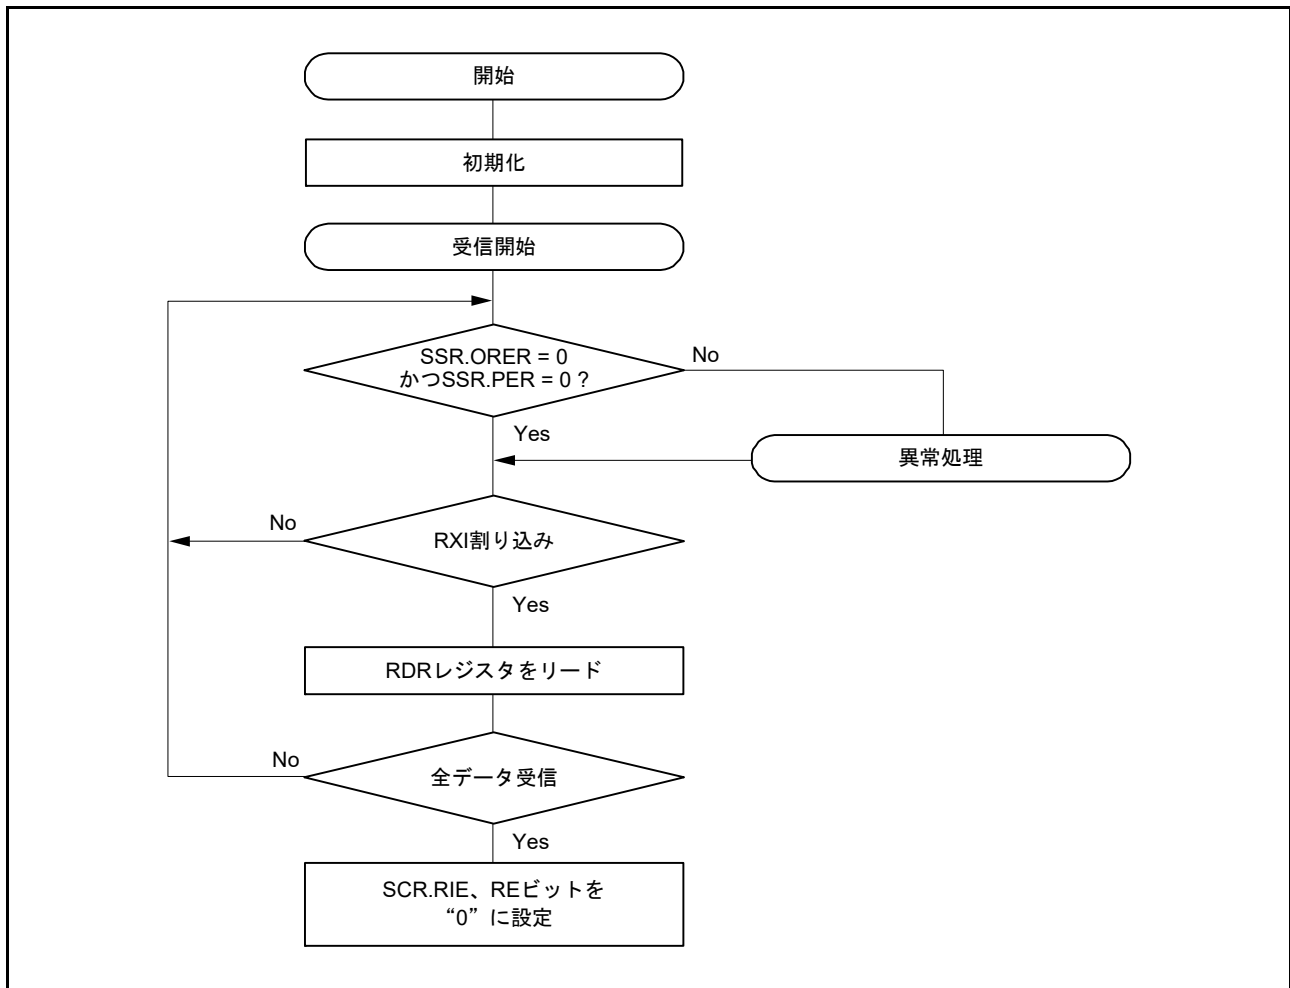 開始
初期化
受信開始
SSR.ORER = 0
かつSSR.PER = 0 ?
No
Yes
異常処理
No
RXI割り込み
Yes
RDRレジスタをリード
No
全データ受信
Yes
SCR.RIE、REビットを
“0”に設定